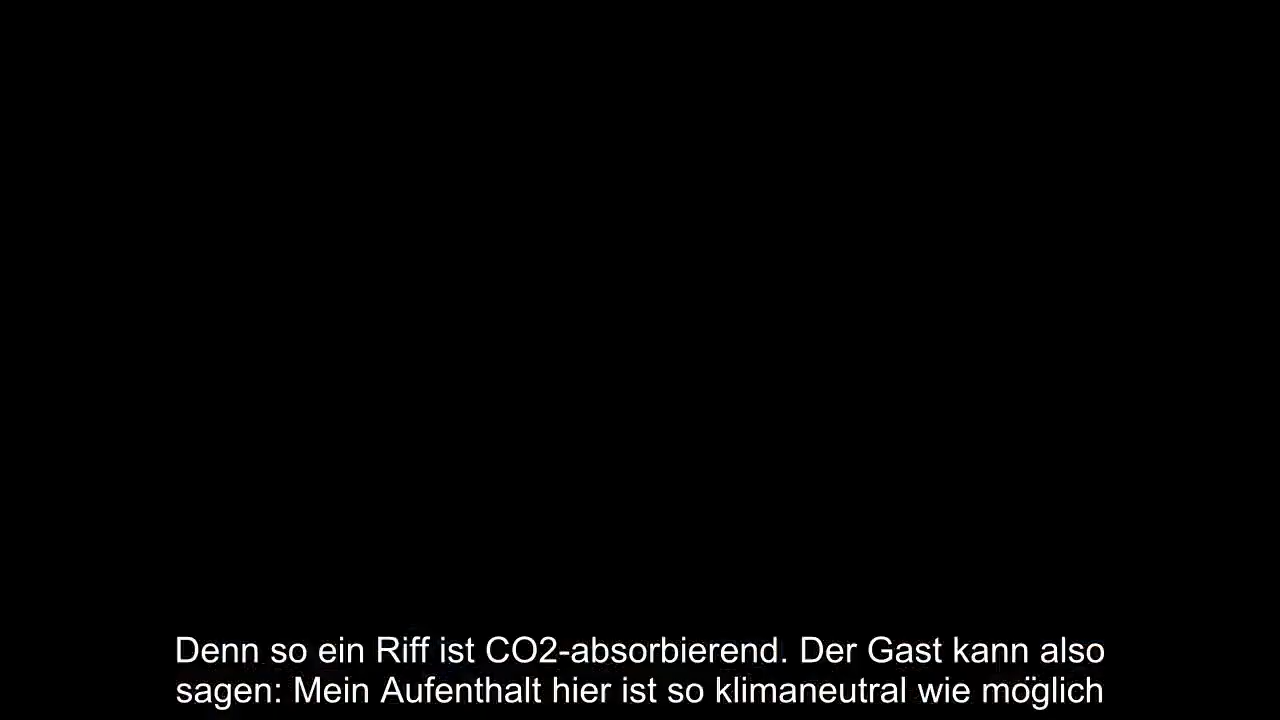 Denn so ein Riff ist CO2-absorbierend. Der Gast kann also
sagen: Mein Aufenthalt hier ist so klimaneutral wie möglich